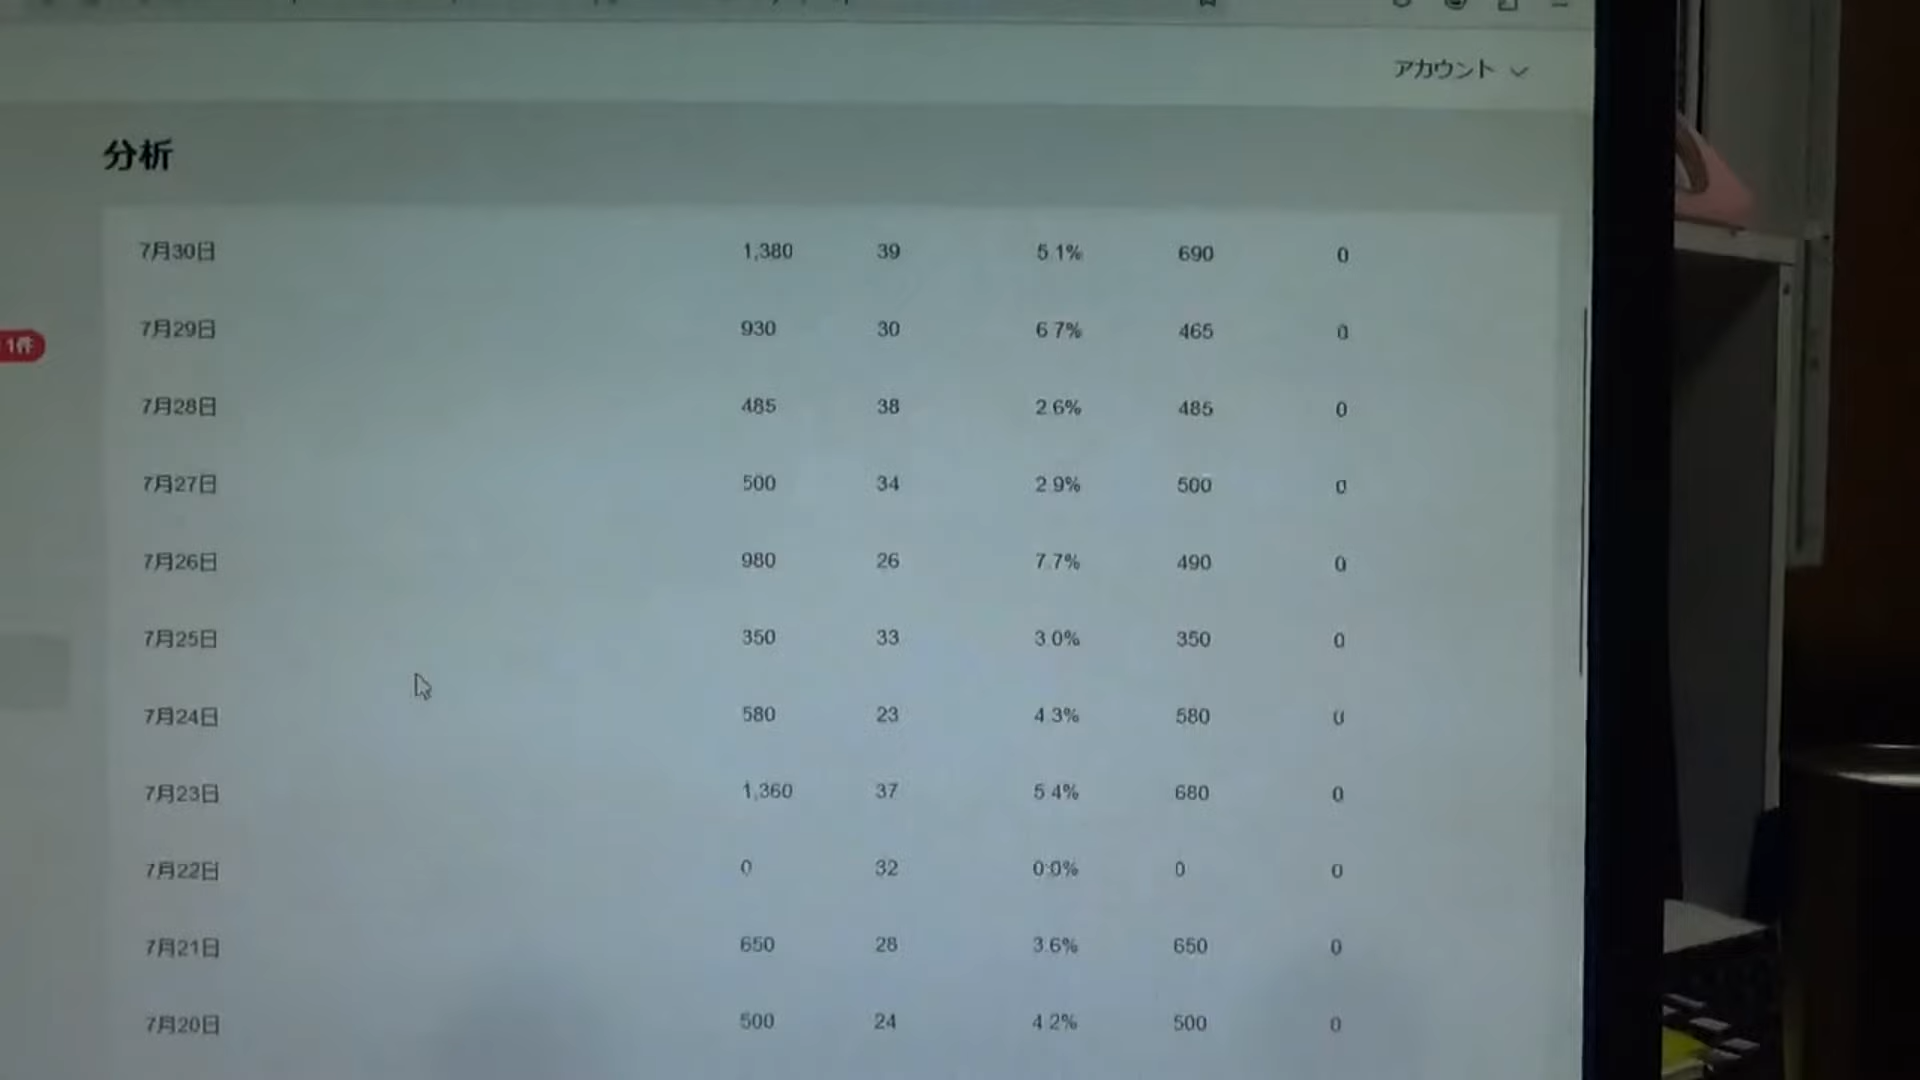 アカウント
分析
7月30日 1,380 39 5.1% 690 0
1件
7月29日 930 30 6.7% 465 0
7月28日 485 38 2.6% 485 0
7月27日 500 34 2.9% 500 0
7月26日 980 26 7.7% 490 0
7月25日 350 33 3.0% 350 0
7月24日 580 23 4.3% 580 0
7月23日 1,360 37 5.4% 680 0
7月22日 0 32 0.0% 0 0
7月21日 650 28 3.6% 650 0
7月20日 500 24 4.2% 500 0